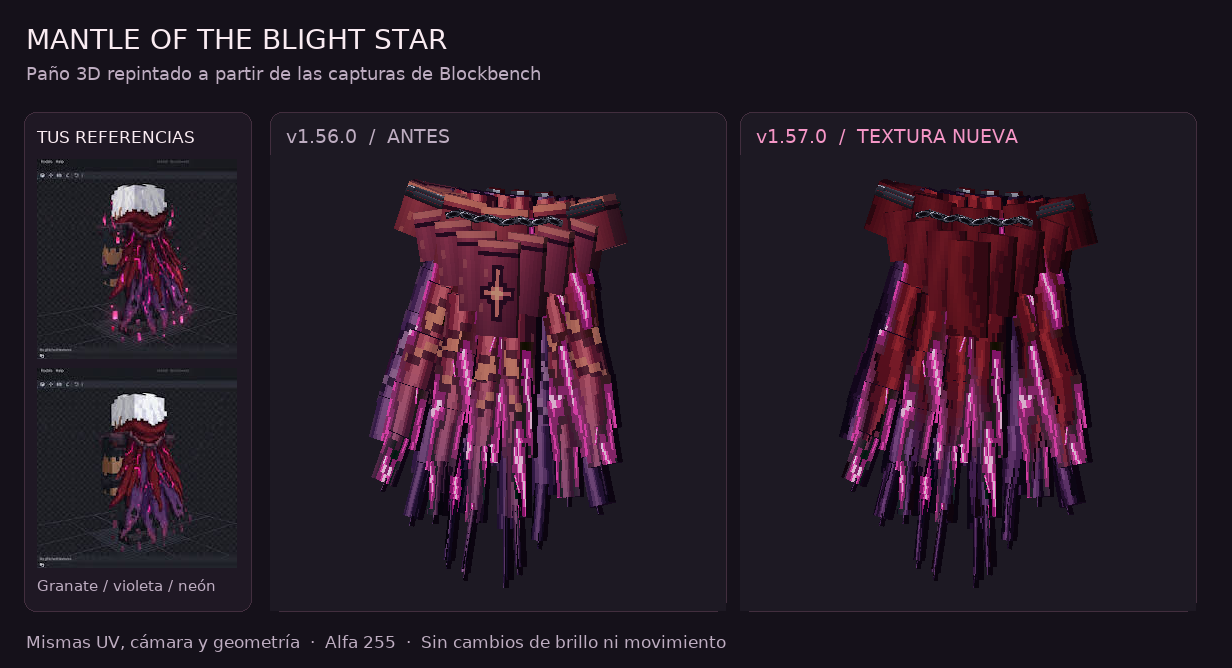 MANTLE OF THE BLIGHT STAR
Paño 3D repintado a partir de las capturas de Blockbench
TUS REFERENCIAS
v1.56.0 / ANTES
v1.57.0 / TEXTURA NUEVA
Granate / violeta / neón
Mismas UV, cámara y geometría · Alfa 255 · Sin cambios de brillo ni movimiento